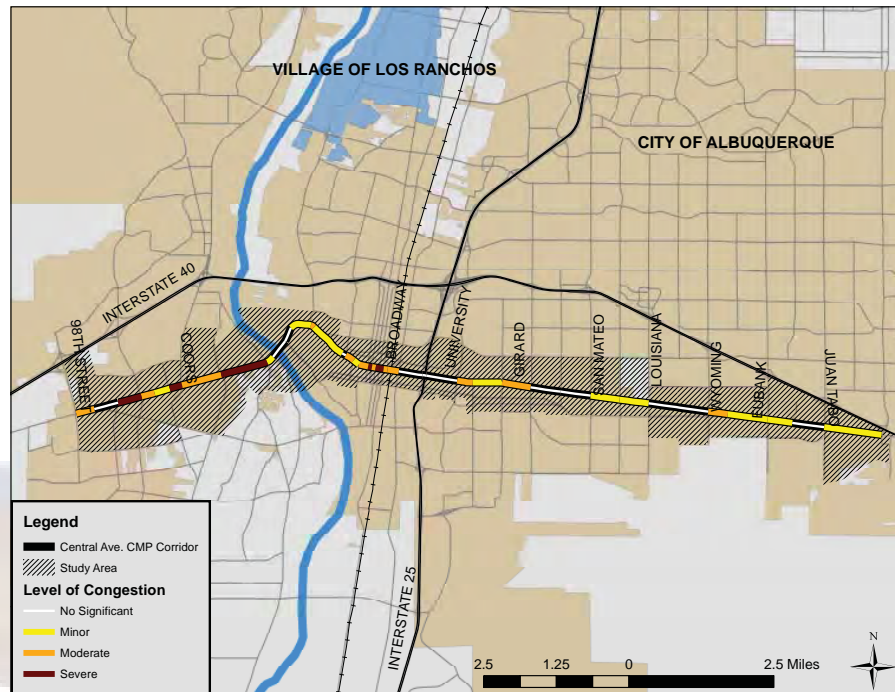 VILLAGE OF LOS RANCHOS
CITY OF ALBUQUERQUE
INTERSTATE 40
98TH STREET
COORS
BROADWAY
UNIVERSITY
GIRARD
SAN MATEO
LOUISIANA
WYOMING
EUBANK
JUAN TABO
INTERSTATE 25
Legend
Central Ave. CMP Corridor
Study Area
Level of Congestion
No Significant
Minor
Moderate
Severe
2.5 1.25 0 2.5 Miles
N